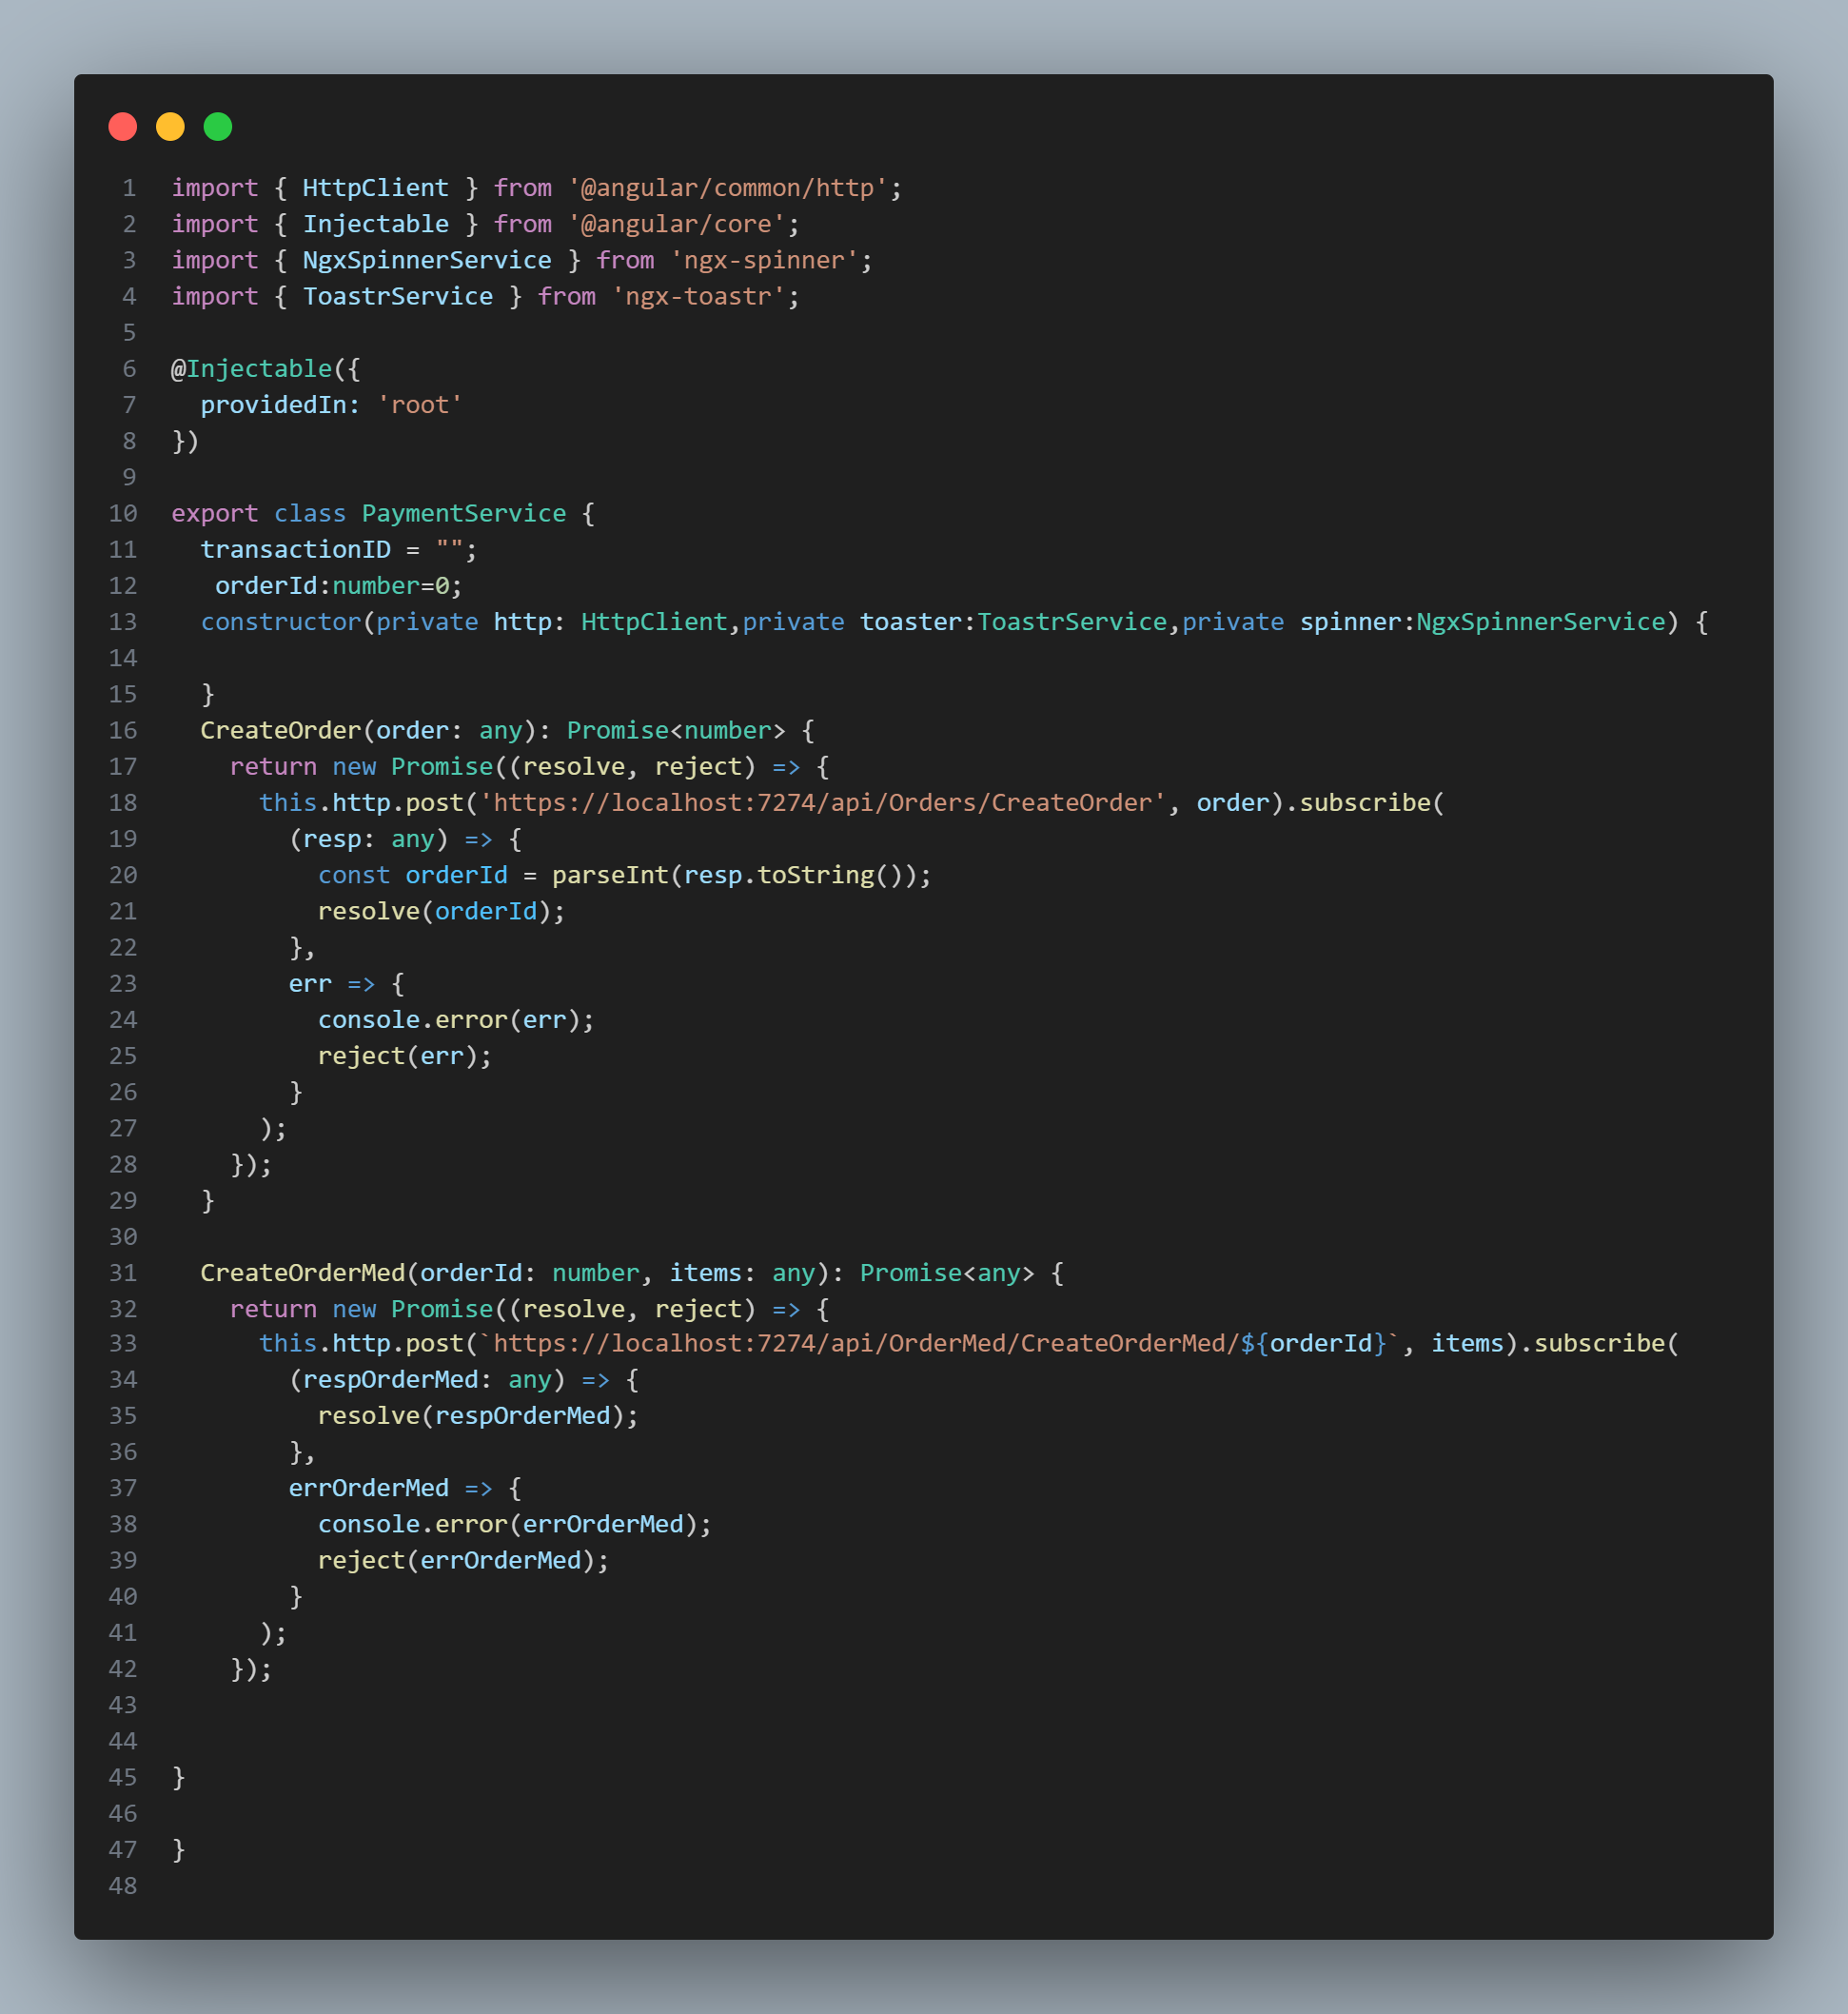 1 import { HttpClient } from '@angular/common/http';
2 import { Injectable } from '@angular/core';
3 import { NgxSpinnerService } from 'ngx-spinner';
4 import { ToastrService } from 'ngx-toastr';
5
6 @Injectable({
7   providedIn: 'root'
8 })
9
10 export class PaymentService {
11   transactionID = "";
12    orderId:number=0;
13   constructor(private http: HttpClient,private toaster:ToastrService,private spinner:NgxSpinnerService) {
14
15   }
16   CreateOrder(order: any): Promise<number> {
17     return new Promise((resolve, reject) => {
18       this.http.post('https://localhost:7274/api/Orders/CreateOrder', order).subscribe(
19         (resp: any) => {
20           const orderId = parseInt(resp.toString());
21           resolve(orderId);
22         },
23         err => {
24           console.error(err);
25           reject(err);
26         }
27       );
28     });
29   }
30
31   CreateOrderMed(orderId: number, items: any): Promise<any> {
32     return new Promise((resolve, reject) => {
33       this.http.post(`https://localhost:7274/api/OrderMed/CreateOrderMed/${orderId}`, items).subscribe(
34         (respOrderMed: any) => {
35           resolve(respOrderMed);
36         },
37         errOrderMed => {
38           console.error(errOrderMed);
39           reject(errOrderMed);
40         }
41       );
42     });
43
44
45 }
46
47 }
48